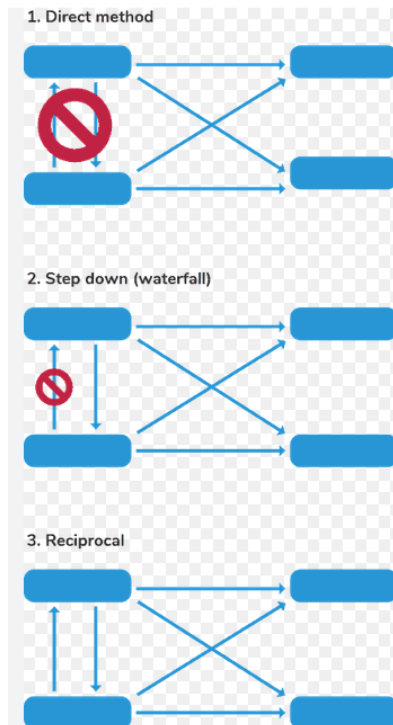 1. Direct method
2. Step down (waterfall)
3. Reciprocal